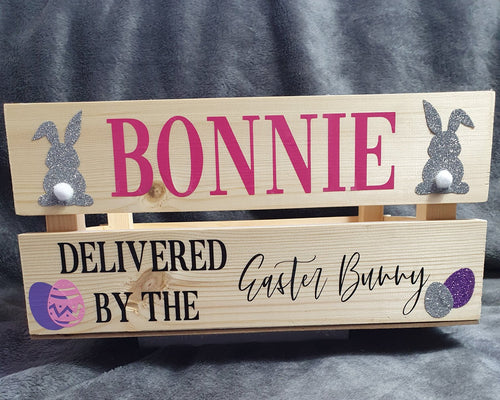 BONNIE
DELIVERED
BY THE Easter Bunny